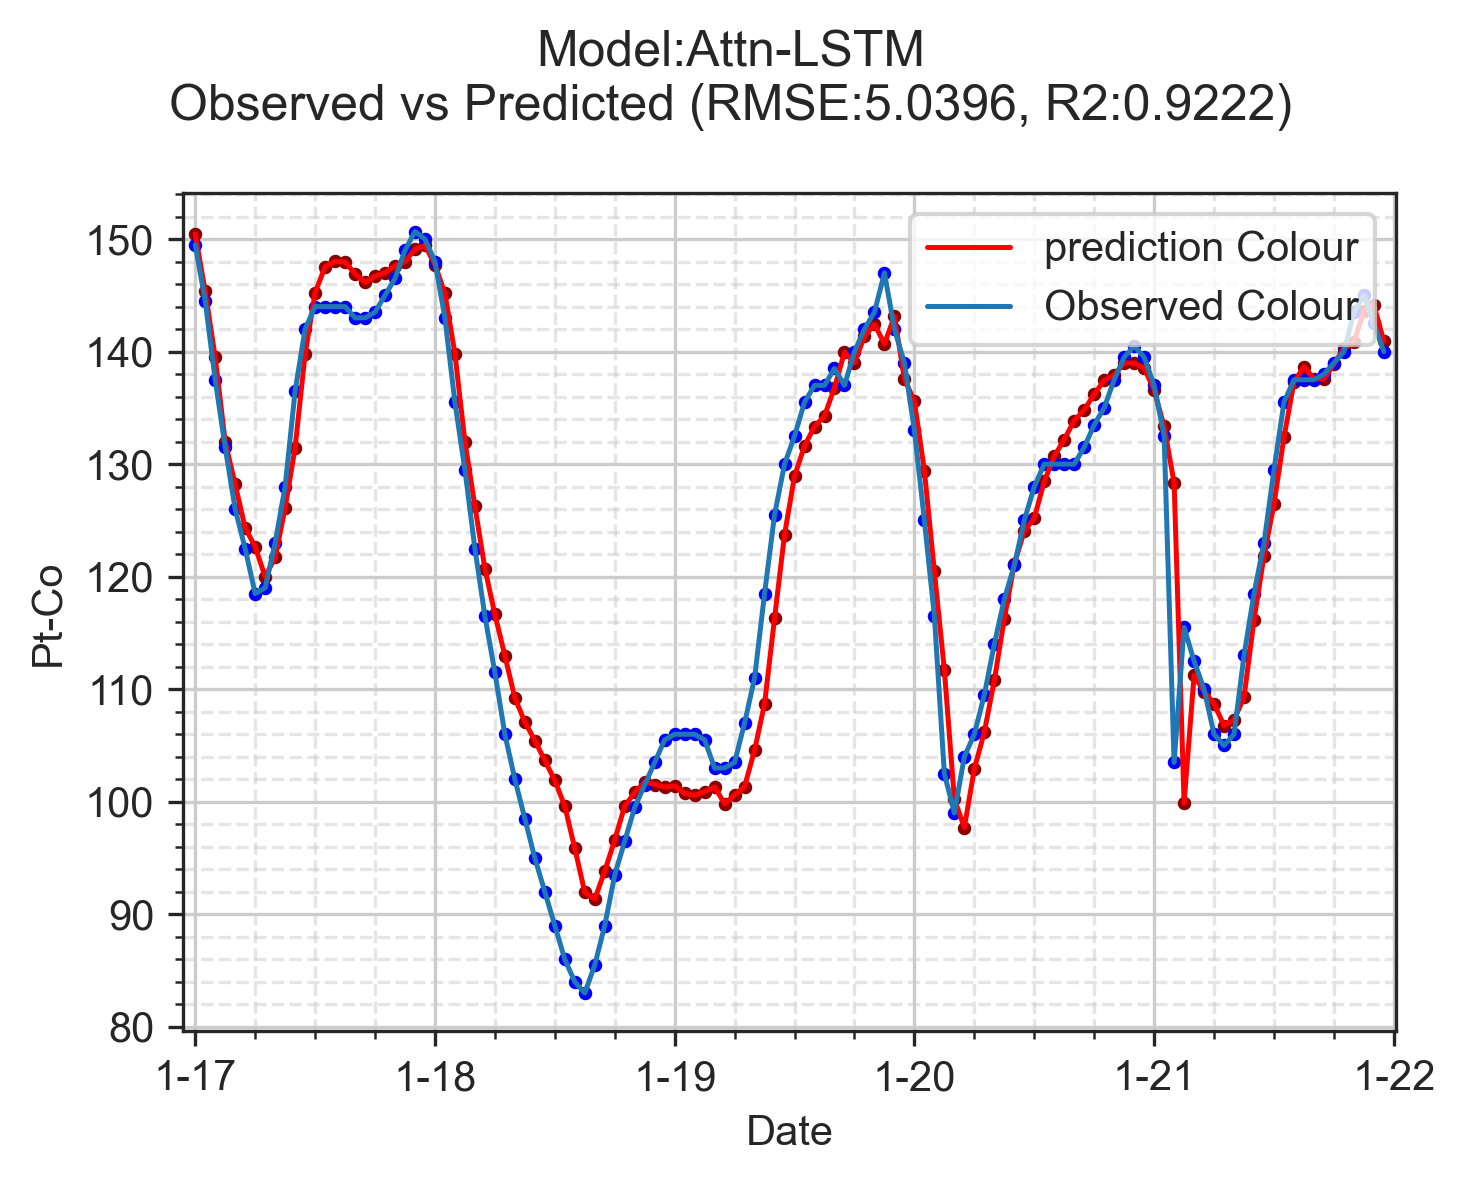 Model:Attn-LSTM
Observed vs Predicted (RMSE:5.0396, R2:0.9222)
prediction Colour
Observed Colour
150
140
130
120
110
100
90
80
Pt-Co
1-17 1-18 1-19 1-20 1-21 1-22
Date